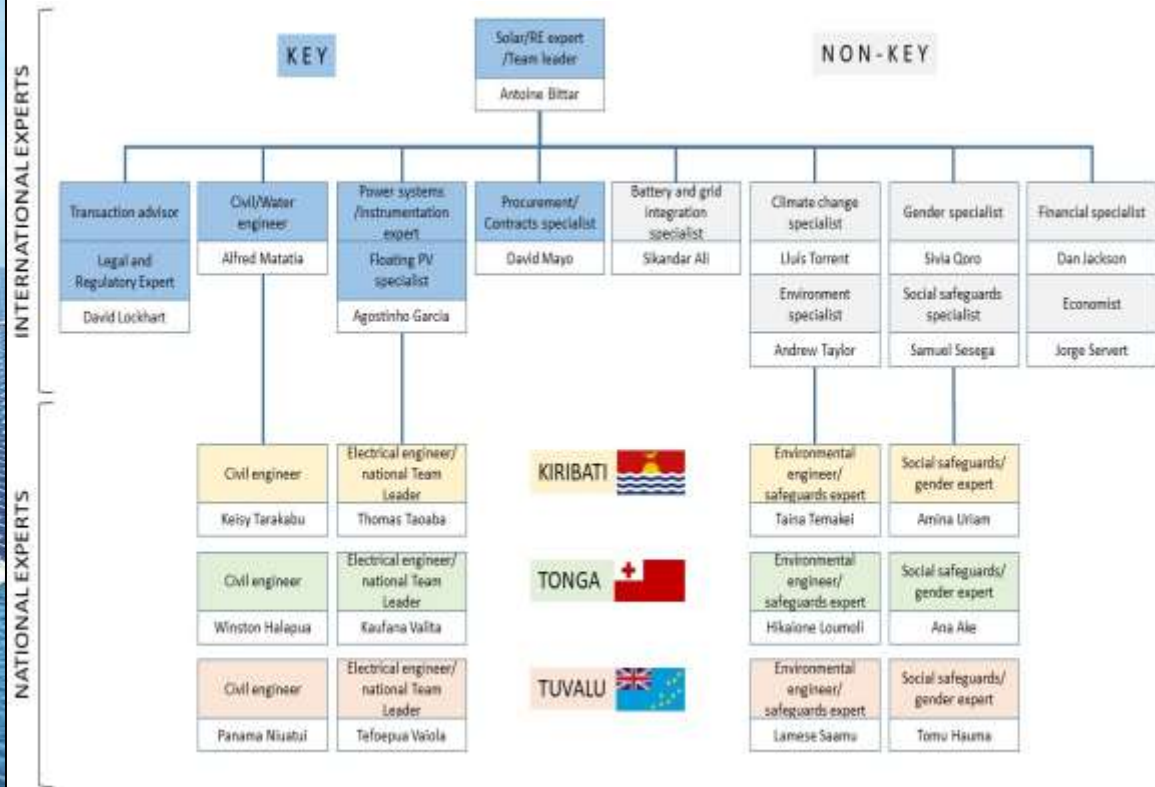 INTERNATIONAL EXPERTS
KEY
Solar/RE expert
/Team leader
Antoine Bittar
NON-KEY
Transaction advisor
Legal and
Regulatory Expert
David Lockhart
Civil/Water
engineer
Alfred Matatia
Power systems
/Instrumentation
expert
Floating PV
specialist
Agostinho Garcia
Procurement/
Contracts specialist
David Mayo
Battery and grid
integration
specialist
Sikandar Ali
Climate change
specialist
Lluís Torrent
Environment
specialist
Andrew Taylor
Gender specialist
Sivia Qoro
Social safeguards
specialist
Samuel Sesega
Financial specialist
Dan Jackson
Economist
Jorge Servert
NATIONAL EXPERTS
Civil engineer
Keisy Tarakabu
Electrical engineer/
national Team
Leader
Thomas Taoaba
KIRIBATI
Environmental
engineer/
safeguards expert
Taina Temakei
Social safeguards/
gender expert
Amina Uriam
Civil engineer
Winston Halapua
Electrical engineer/
national Team
Leader
Kaufana Valita
TONGA
Environmental
engineer/
safeguards expert
Hikaione Loumoli
Social safeguards/
gender expert
Ana Ake
Civil engineer
Panama Niuatui
Electrical engineer/
national Team
Leader
Tefoepua Vaiola
TUVALU
Environmental
engineer/
safeguards expert
Lamese Saamu
Social safeguards/
gender expert
Tomu Hauma